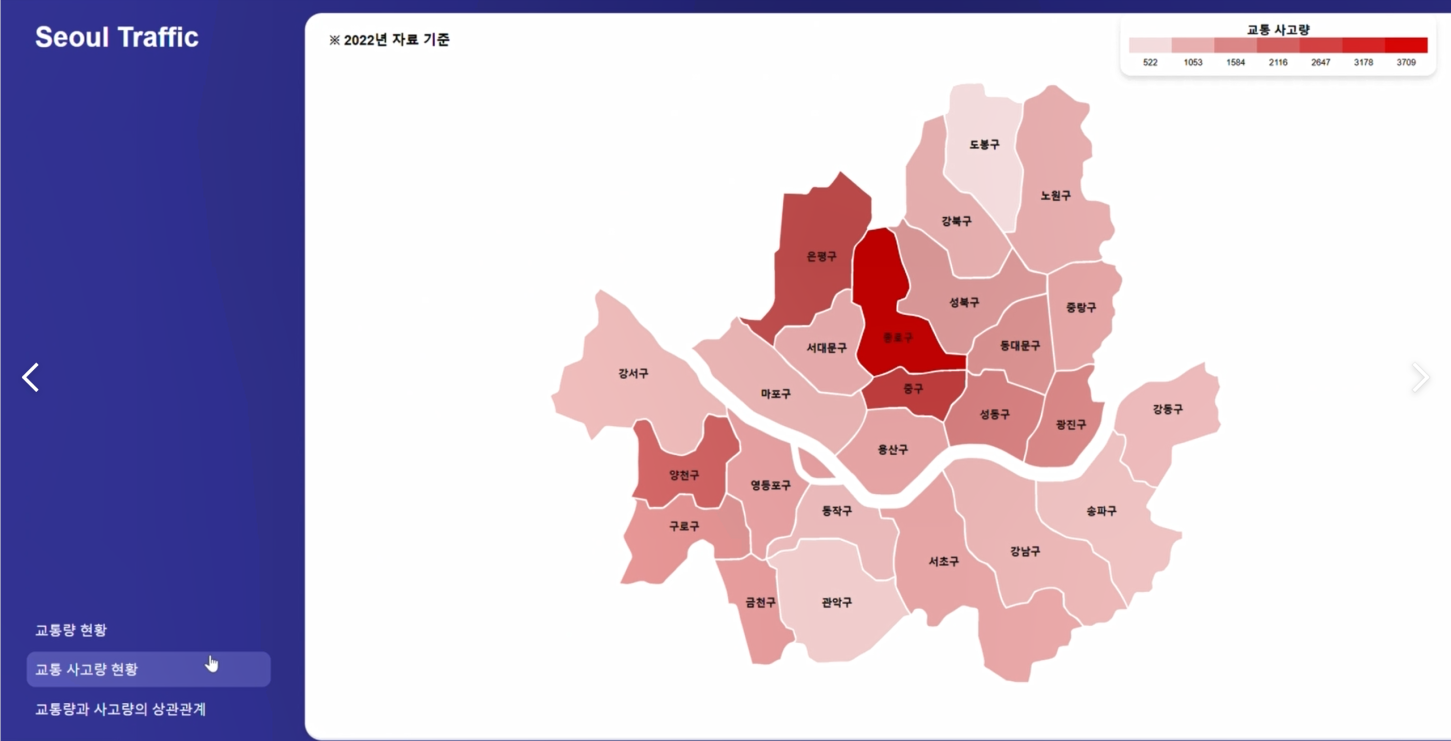 Seoul Traffic
※ 2022년 자료 기준
교통 사고량
522 1053 1584 2116 2647 3178 3709
도봉구
노원구
강북구
은평구
성북구
중랑구
동대문구
서대문구
강서구
중구
마포구
강동구
성동구
광진구
용산구
양천구
영등포구
동작구
송파구
구로구
강남구
서초구
금천구
관악구
교통량 현황
교통 사고량 현황
교통량과 사고량의 상관관계